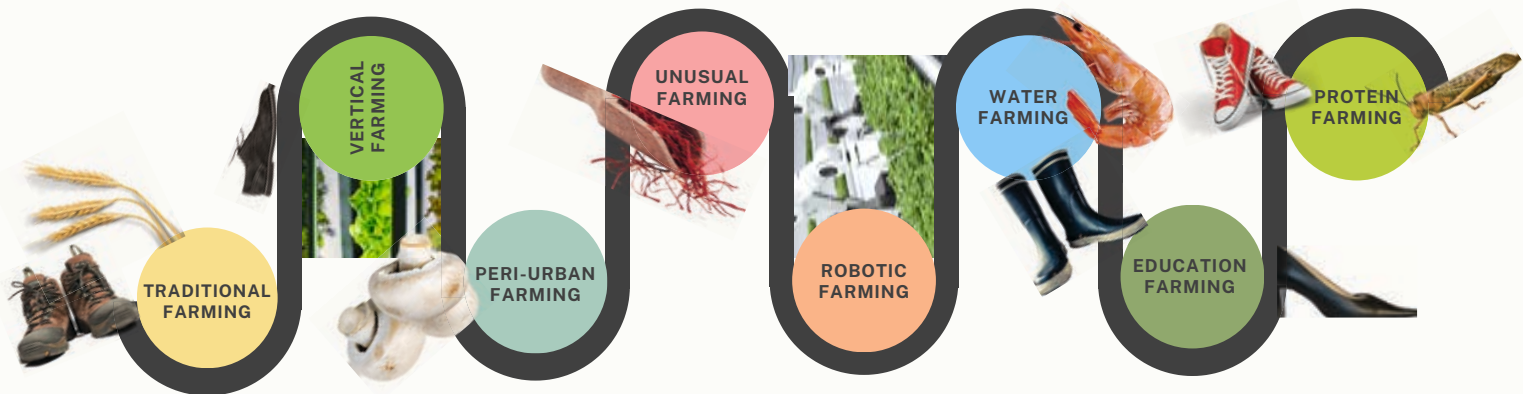 TRADITIONAL
FARMING
VERTICAL
FARMING
PERI-URBAN
FARMING
UNUSUAL
FARMING
ROBOTIC
FARMING
WATER
FARMING
EDUCATION
FARMING
PROTEIN
FARMING